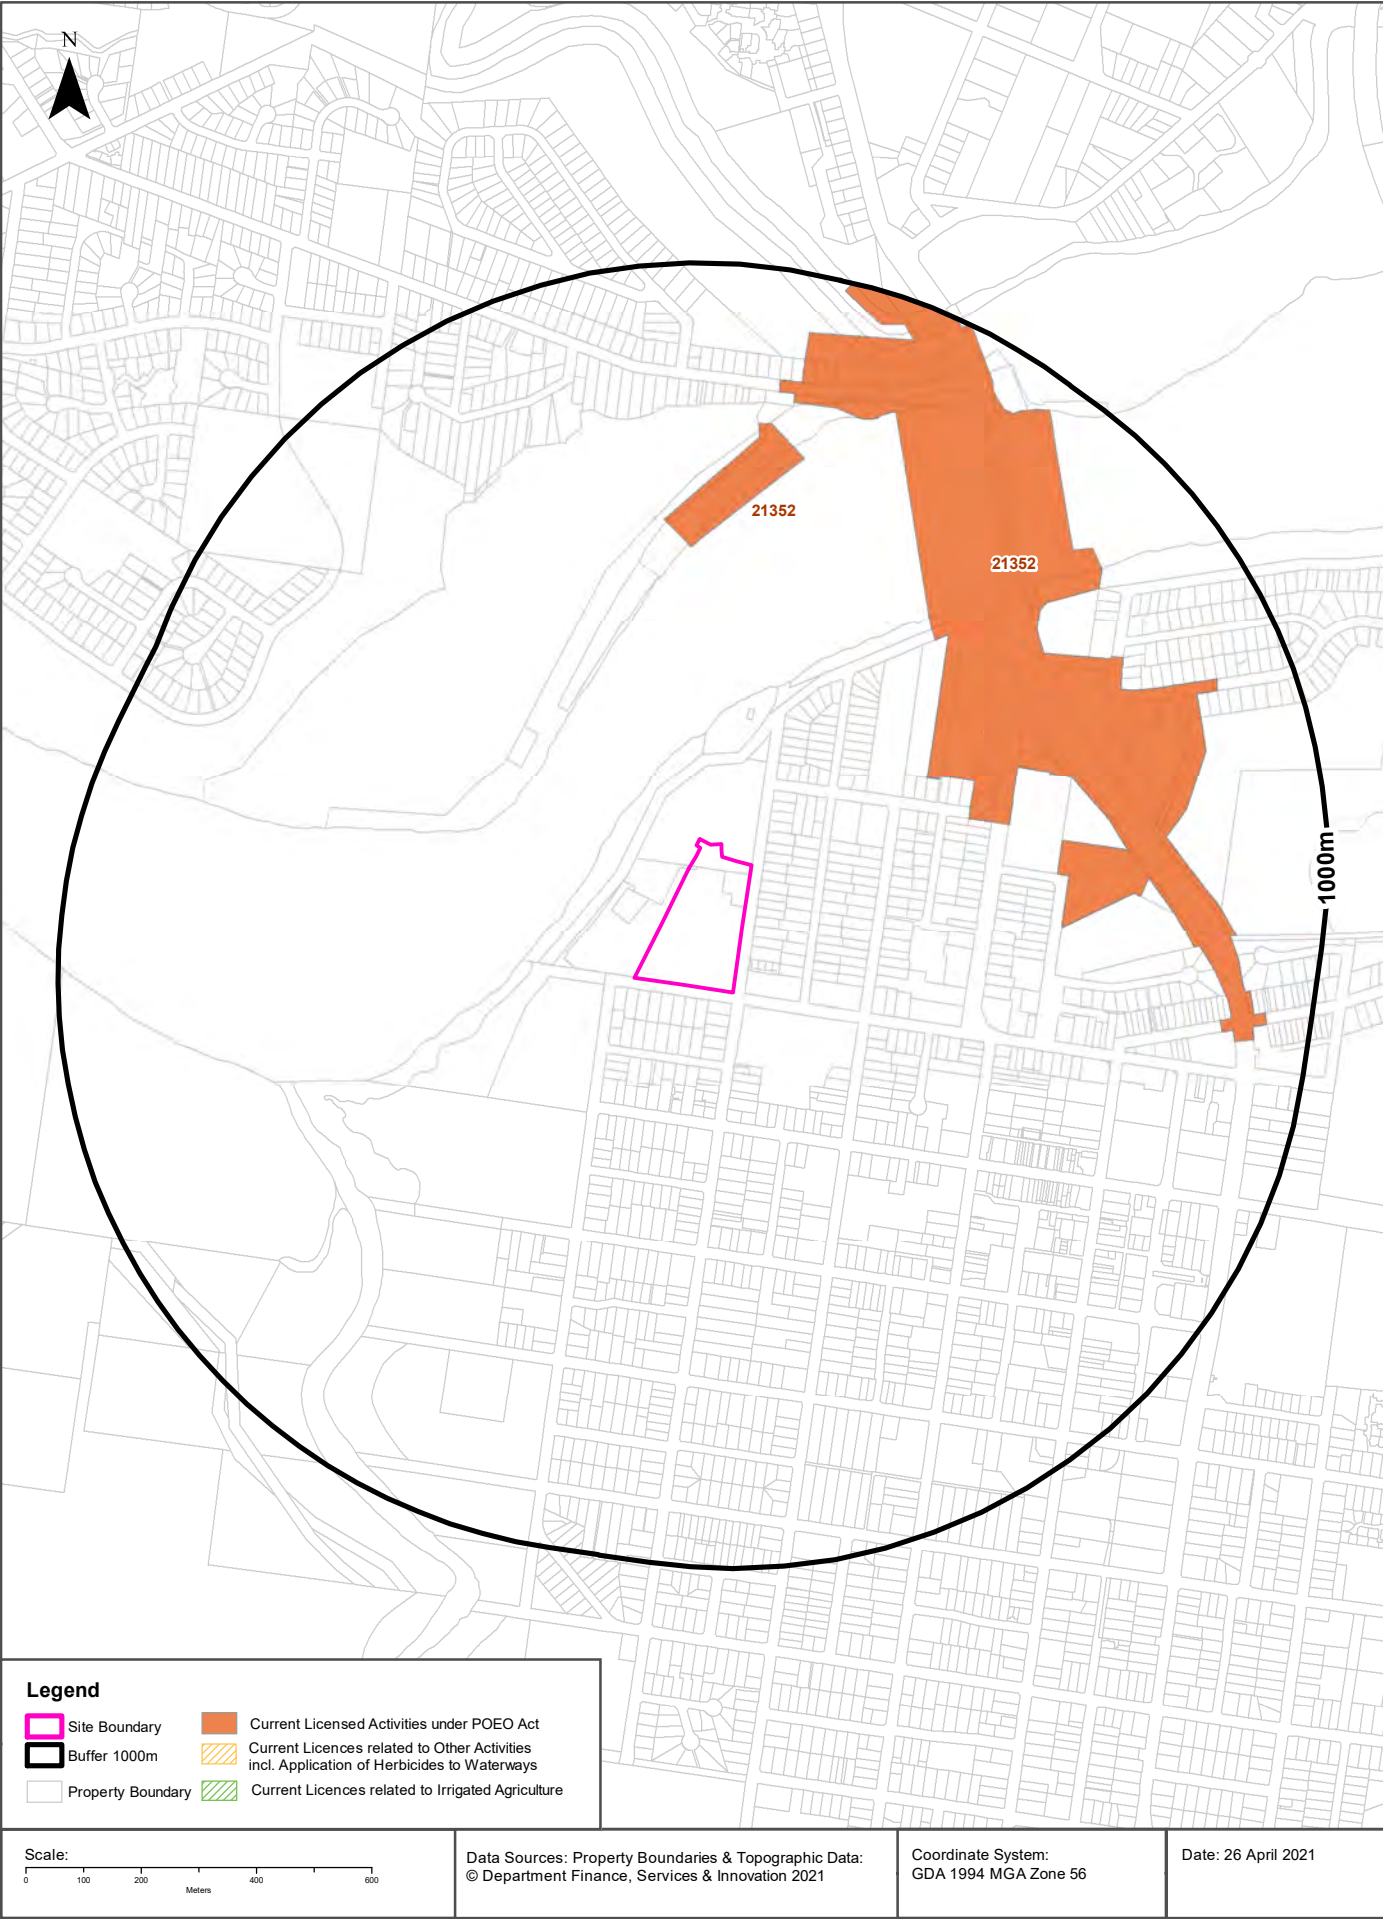 N
21352
21352
1000m
Legend
Site Boundary
Buffer 1000m
Property Boundary
Current Licensed Activities under POEO Act
Current Licences related to Other Activities
incl. Application of Herbicides to Waterways
Current Licences related to Irrigated Agriculture
Scale:
0 100 200 400 600
Meters
Data Sources: Property Boundaries & Topographic Data:
© Department Finance, Services & Innovation 2021
Coordinate System:
GDA 1994 MGA Zone 56
Date: 26 April 2021